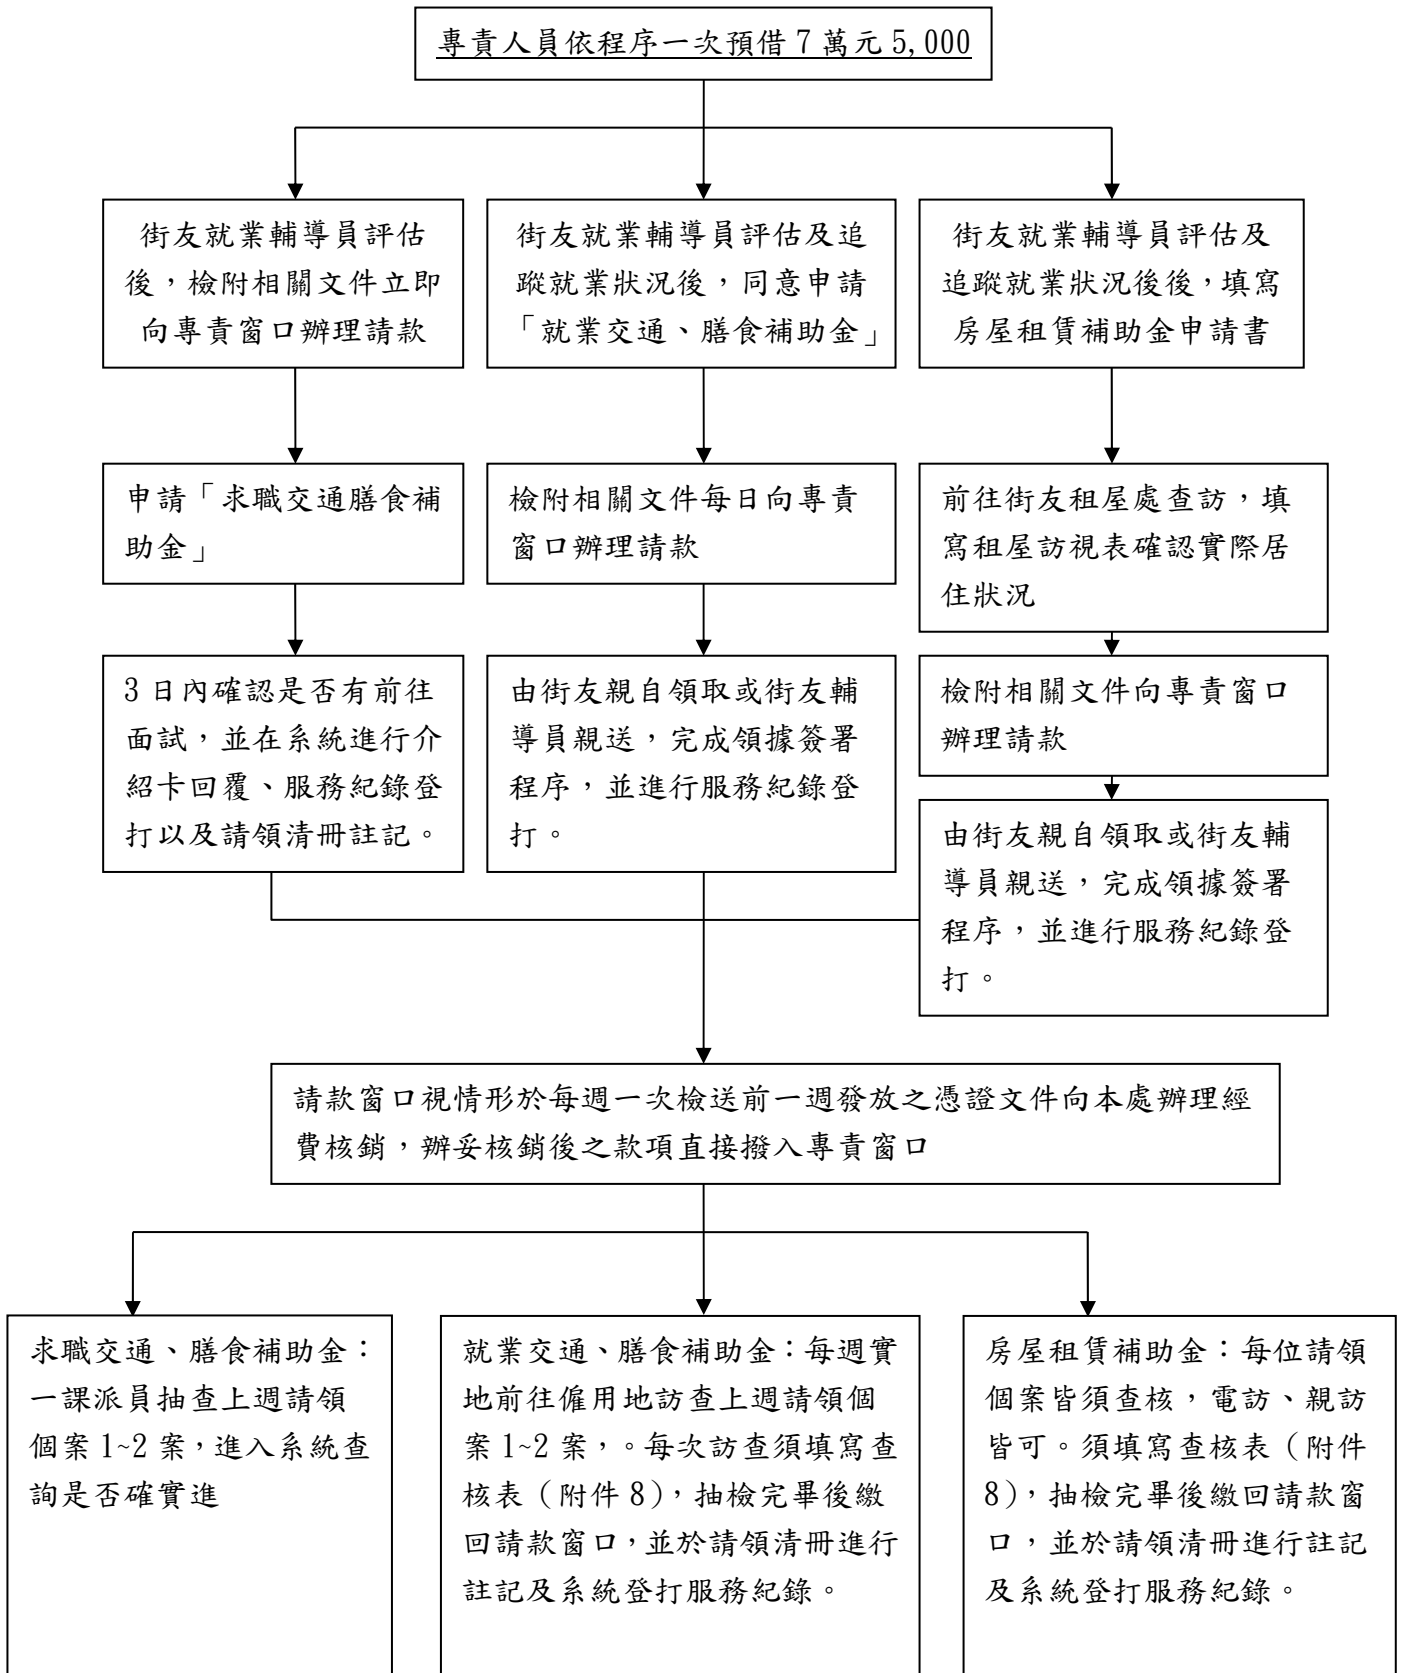 專責人員依程序一次預借 7 萬元 5,000
街友就業輔導員評估
後，檢附相關文件立即
向專責窗口辦理請款
街友就業輔導員評估及追
蹤就業狀況後，同意申請
「就業交通、膳食補助金」
街友就業輔導員評估及
追蹤就業狀況後後，填寫
房屋租賃補助金申請書
申請「求職交通膳食補
助金」
檢附相關文件每日向專責
窗口辦理請款
前往街友租屋處查訪，填
寫租屋訪視表確認實際居
住狀況
3 日內確認是否有前往
面試，並在系統進行介
紹卡回覆、服務紀錄登
打以及請領清冊註記。
由街友親自領取或街友輔
導員親送，完成領據簽署
程序，並進行服務紀錄登
打。
檢附相關文件向專責窗口
辦理請款
由街友親自領取或街友輔
導員親送，完成領據簽署
程序，並進行服務紀錄登
打。
請款窗口視情形於每週一次檢送前一週發放之憑證文件向本處辦理經
費核銷，辦妥核銷後之款項直接撥入專責窗口
求職交通、膳食補助金：
一課派員抽查上週請領
個案 1~2 案，進入系統查
詢是否確實進
就業交通、膳食補助金：每週實
地前往僱用地訪查上週請領個
案 1~2 案，。每次訪查須填寫查
核表（附件 8），抽檢完畢後繳
回請款窗口，並於請領清冊進行
註記及系統登打服務紀錄。
房屋租賃補助金：每位請領
個案皆須查核，電訪、親訪
皆可。須填寫查核表（附件
8），抽檢完畢後繳回請款窗
口，並於請領清冊進行註記
及系統登打服務紀錄。